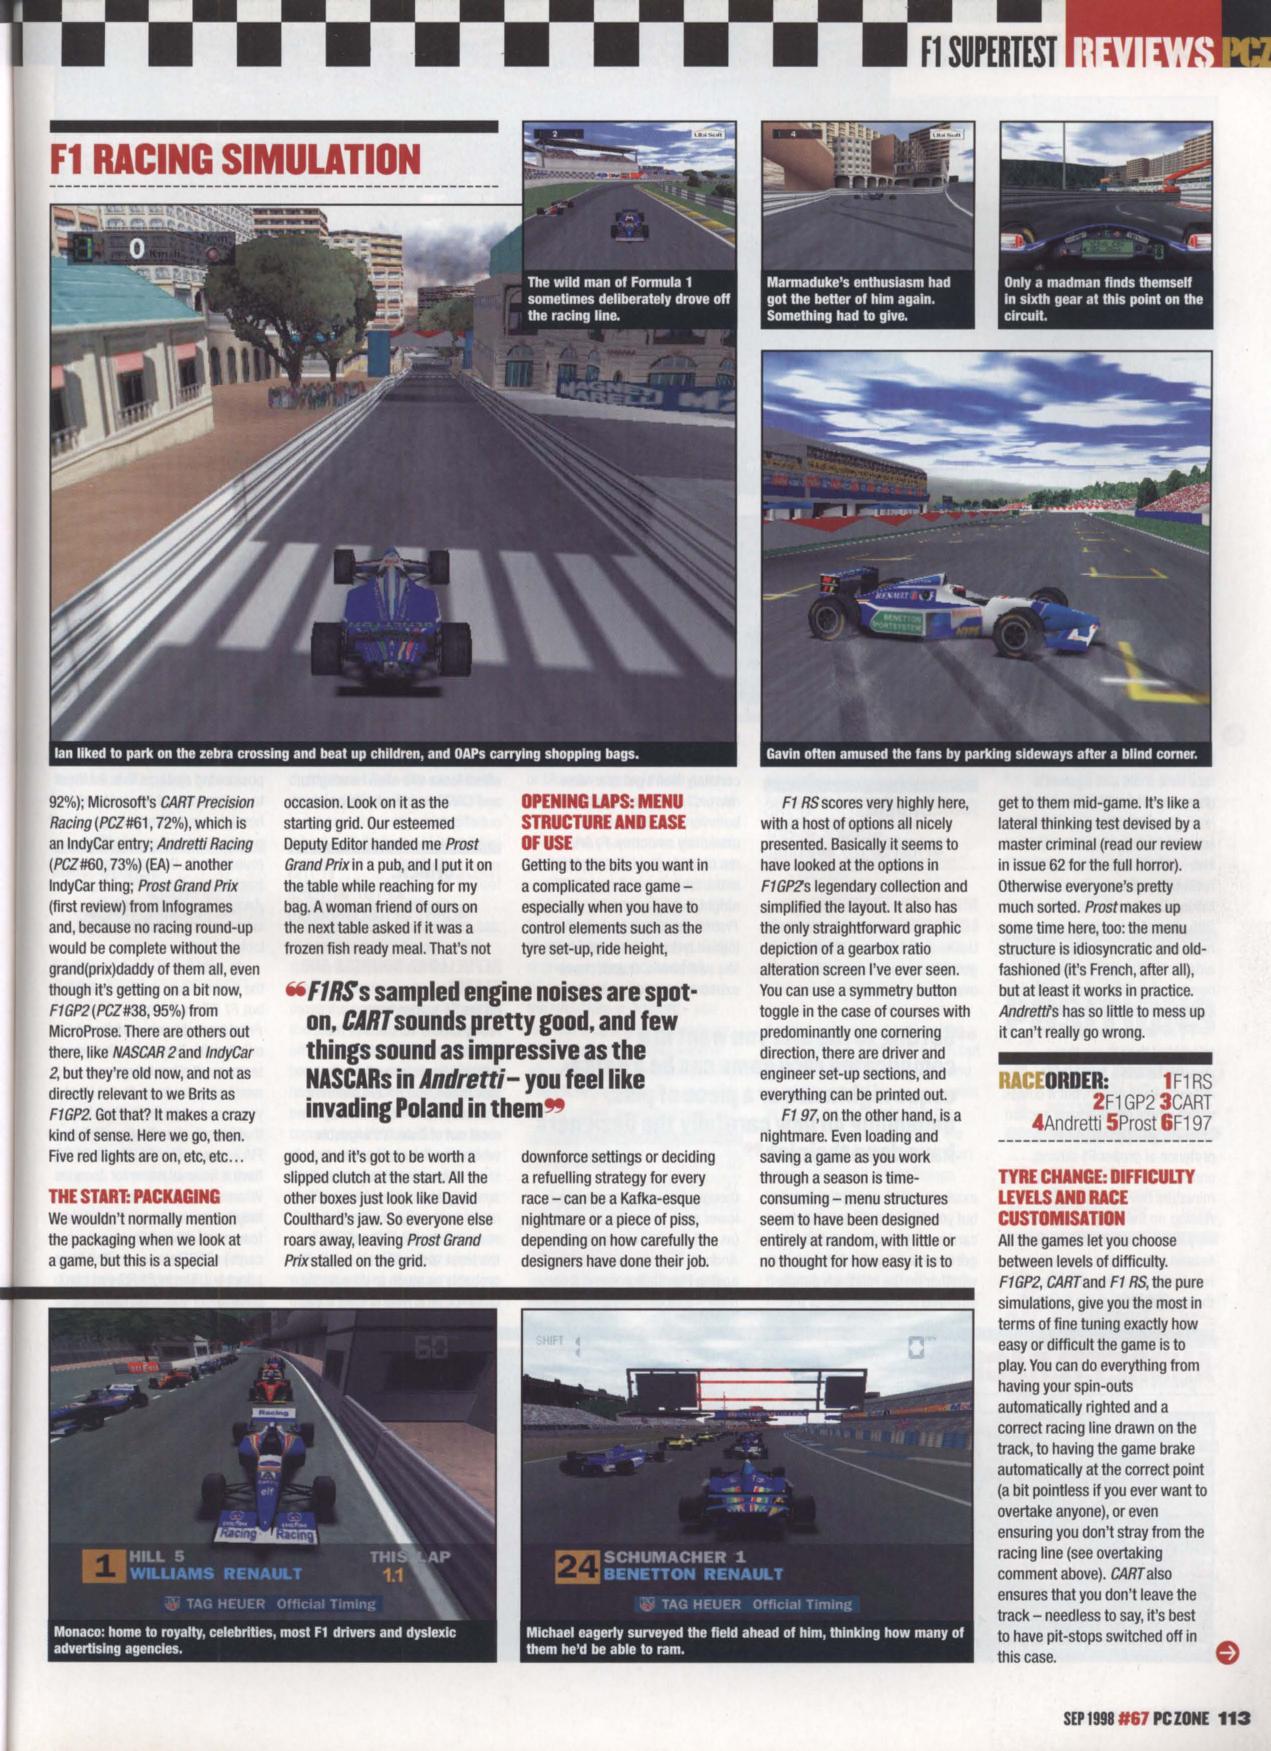 F1 SUPERTEST REVIEWS PCZ
F1 RACING SIMULATION
2
Ubi Soft
The wild man of Formula 1
sometimes deliberately drove off
the racing line.
4
Ubi Soft
Marmaduke's enthusiasm had
got the better of him again.
Something had to give.
Only a madman finds themself
in sixth gear at this point on the
circuit.
0
Km/h
MAGNETI
MARELLI
BENETTON
Ian liked to park on the zebra crossing and beat up children, and OAPs carrying shopping bags.
RENAULT
BENETTON
SPORTSYSTEM
Gavin often amused the fans by parking sideways after a blind corner.
92%); Microsoft's CART Precision
Racing (PCZ #61, 72%), which is
an IndyCar entry; Andretti Racing
(PCZ #60, 73%) (EA) – another
IndyCar thing; Prost Grand Prix
(first review) from Infogrames
and, because no racing round-up
would be complete without the
grand(prix)daddy of them all, even
though it's getting on a bit now,
F1GP2 (PCZ #38, 95%) from
MicroProse. There are others out
there, like NASCAR 2 and IndyCar
2, but they're old now, and not as
directly relevant to we Brits as
F1GP2. Got that? It makes a crazy
kind of sense. Here we go, then.
Five red lights are on, etc, etc…
THE START: PACKAGING
We wouldn't normally mention
the packaging when we look at
a game, but this is a special
occasion. Look on it as the
starting grid. Our esteemed
Deputy Editor handed me Prost
Grand Prix in a pub, and I put it on
the table while reaching for my
bag. A woman friend of ours on
the next table asked if it was a
frozen fish ready meal. That's not
good, and it's got to be worth a
slipped clutch at the start. All the
other boxes just look like David
Coulthard's jaw. So everyone else
roars away, leaving Prost Grand
Prix stalled on the grid.
“F1RS's sampled engine noises are spot-
on, CART sounds pretty good, and few
things sound as impressive as the
NASCARs in Andretti – you feel like
invading Poland in them”
OPENING LAPS: MENU
STRUCTURE AND EASE
OF USE
Getting to the bits you want in
a complicated race game –
especially when you have to
control elements such as the
tyre set-up, ride height,
downforce settings or deciding
a refuelling strategy for every
race – can be a Kafka-esque
nightmare or a piece of piss,
depending on how carefully the
designers have done their job.
F1 RS scores very highly here,
with a host of options all nicely
presented. Basically it seems to
have looked at the options in
F1GP2's legendary collection and
simplified the layout. It also has
the only straightforward graphic
depiction of a gearbox ratio
alteration screen I've ever seen.
You can use a symmetry button
toggle in the case of courses with
predominantly one cornering
direction, there are driver and
engineer set-up sections, and
everything can be printed out.
F1 97, on the other hand, is a
nightmare. Even loading and
saving a game as you work
through a season is time-
consuming – menu structures
seem to have been designed
entirely at random, with little or
no thought for how easy it is to
get to them mid-game. It's like a
lateral thinking test devised by a
master criminal (read our review
in issue 62 for the full horror).
Otherwise everyone's pretty
much sorted. Prost makes up
some time here, too: the menu
structure is idiosyncratic and old-
fashioned (it's French, after all),
but at least it works in practice.
Andretti's has so little to mess up
it can't really go wrong.
RACEORDER: 1F1RS
2F1GP2 3CART
4Andretti 5Prost 6F197
TYRE CHANGE: DIFFICULTY
LEVELS AND RACE
CUSTOMISATION
All the games let you choose
between levels of difficulty.
F1GP2, CART and F1 RS, the pure
simulations, give you the most in
terms of fine tuning exactly how
easy or difficult the game is to
play. You can do everything from
having your spin-outs
automatically righted and a
correct racing line drawn on the
track, to having the game brake
automatically at the correct point
(a bit pointless if you ever want to
overtake anyone), or even
ensuring you don't stray from the
racing line (see overtaking
comment above). CART also
ensures that you don't leave the
track – needless to say, it's best
to have pit-stops switched off in
this case.
60
Racing
elf
Racing Racing
1 HILL 5 THIS LAP
WILLIAMS RENAULT 1.1
TAG HEUER Official Timing
Monaco: home to royalty, celebrities, most F1 drivers and dyslexic
advertising agencies.
SHIFT
0
24 SCHUMACHER 1
BENETTON RENAULT
TAG HEUER Official Timing
Michael eagerly surveyed the field ahead of him, thinking how many of
them he'd be able to ram.
SEP 1998 #67 PC ZONE 113